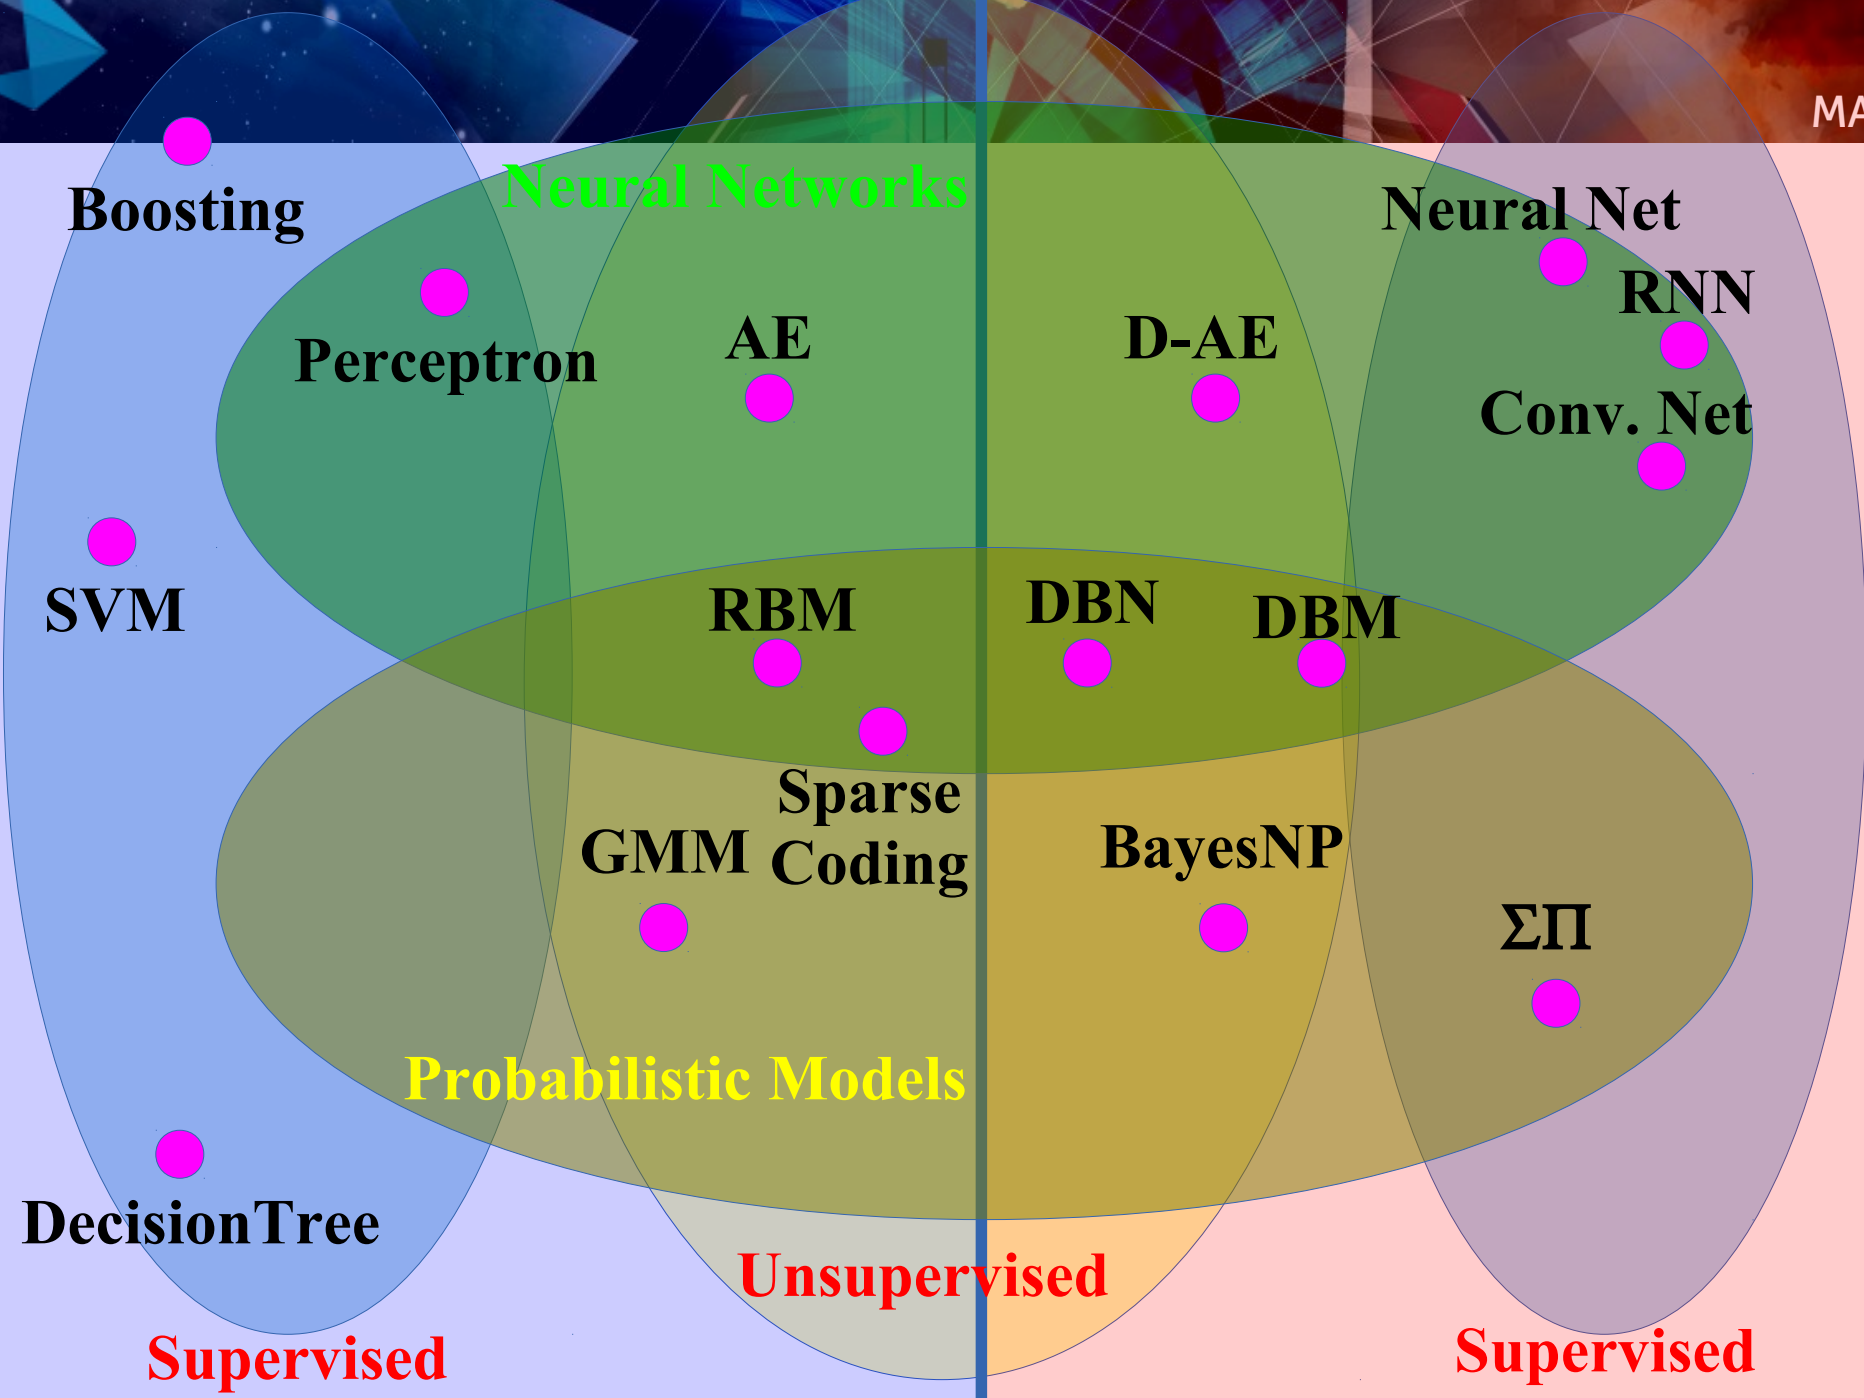 MA
Boosting
Neural Networks
Neural Net
RNN
Perceptron
AE
D-AE
Conv. Net
SVM
RBM
DBN
DBM
Sparse
Coding
GMM
BayesNP
ΣΠ
Probabilistic Models
DecisionTree
Unsupervised
Supervised
Supervised